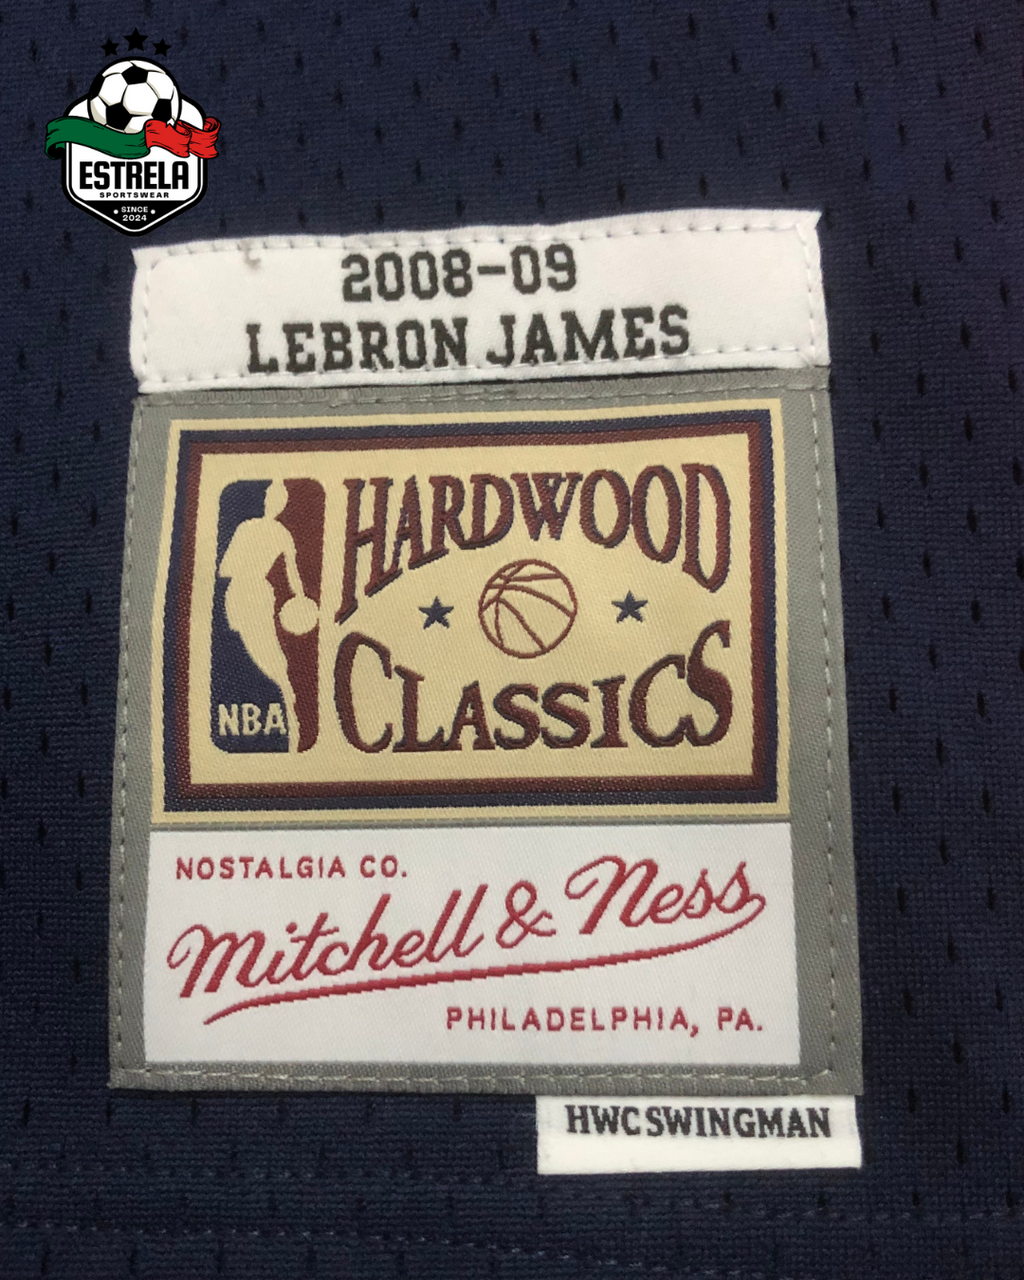 ESTRELA
SPORTSWEAR
SINCE
2024
2008-09
LEBRON JAMES
HARDWOOD
CLASSICS
NBA
NOSTALGIA CO.
Mitchell & Ness
PHILADELPHIA, PA.
HWC SWINGMAN